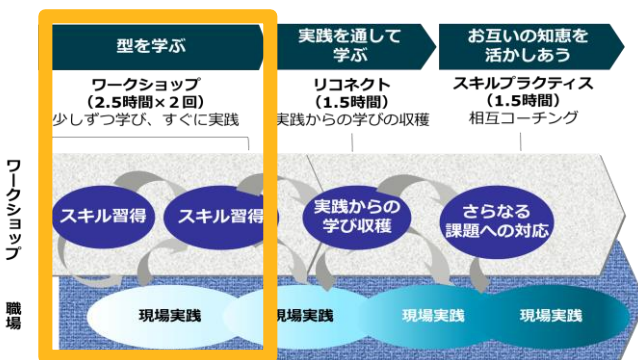 型を学ぶ
実践を通して
学ぶ
お互いの知恵を
活かしあう
ワークショップ
(2.5時間×2回)
少しずつ学び、すぐに実践
リコネクト
(1.5時間)
実践からの学びの収穫
スキルプラクティス
(1.5時間)
相互コーチング
ワークショップ
スキル習得
スキル習得
実践からの
学び収穫
さらなる
課題への対応
職場
現場実践
現場実践
現場実践
現場実践